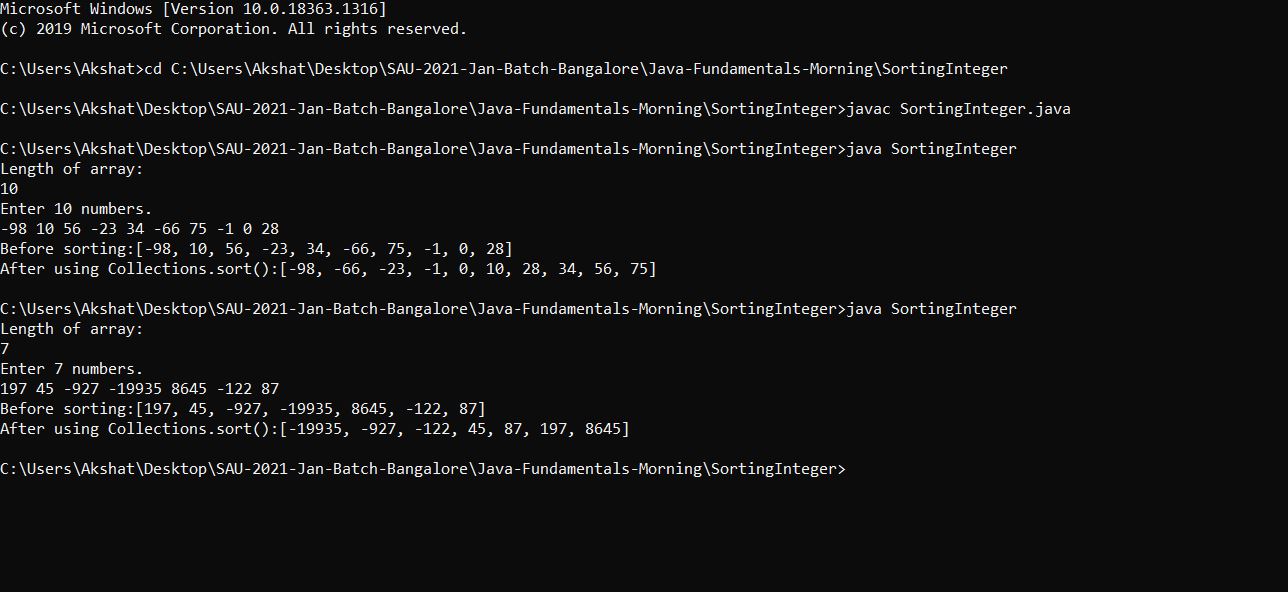 Microsoft Windows [Version 10.0.18363.1316]
(c) 2019 Microsoft Corporation. All rights reserved.
C:\Users\Akshat>cd C:\Users\Akshat\Desktop\SAU-2021-Jan-Batch-Bangalore\Java-Fundamentals-Morning\SortingInteger
C:\Users\Akshat\Desktop\SAU-2021-Jan-Batch-Bangalore\Java-Fundamentals-Morning\SortingInteger>javac SortingInteger.java
C:\Users\Akshat\Desktop\SAU-2021-Jan-Batch-Bangalore\Java-Fundamentals-Morning\SortingInteger>java SortingInteger
Length of array:
10
Enter 10 numbers.
-98 10 56 -23 34 -66 75 -1 0 28
Before sorting:[-98, 10, 56, -23, 34, -66, 75, -1, 0, 28]
After using Collections.sort():[-98, -66, -23, -1, 0, 10, 28, 34, 56, 75]
C:\Users\Akshat\Desktop\SAU-2021-Jan-Batch-Bangalore\Java-Fundamentals-Morning\SortingInteger>java SortingInteger
Length of array:
7
Enter 7 numbers.
197 45 -927 -19935 8645 -122 87
Before sorting:[197, 45, -927, -19935, 8645, -122, 87]
After using Collections.sort():[-19935, -927, -122, 45, 87, 197, 8645]
C:\Users\Akshat\Desktop\SAU-2021-Jan-Batch-Bangalore\Java-Fundamentals-Morning\SortingInteger>